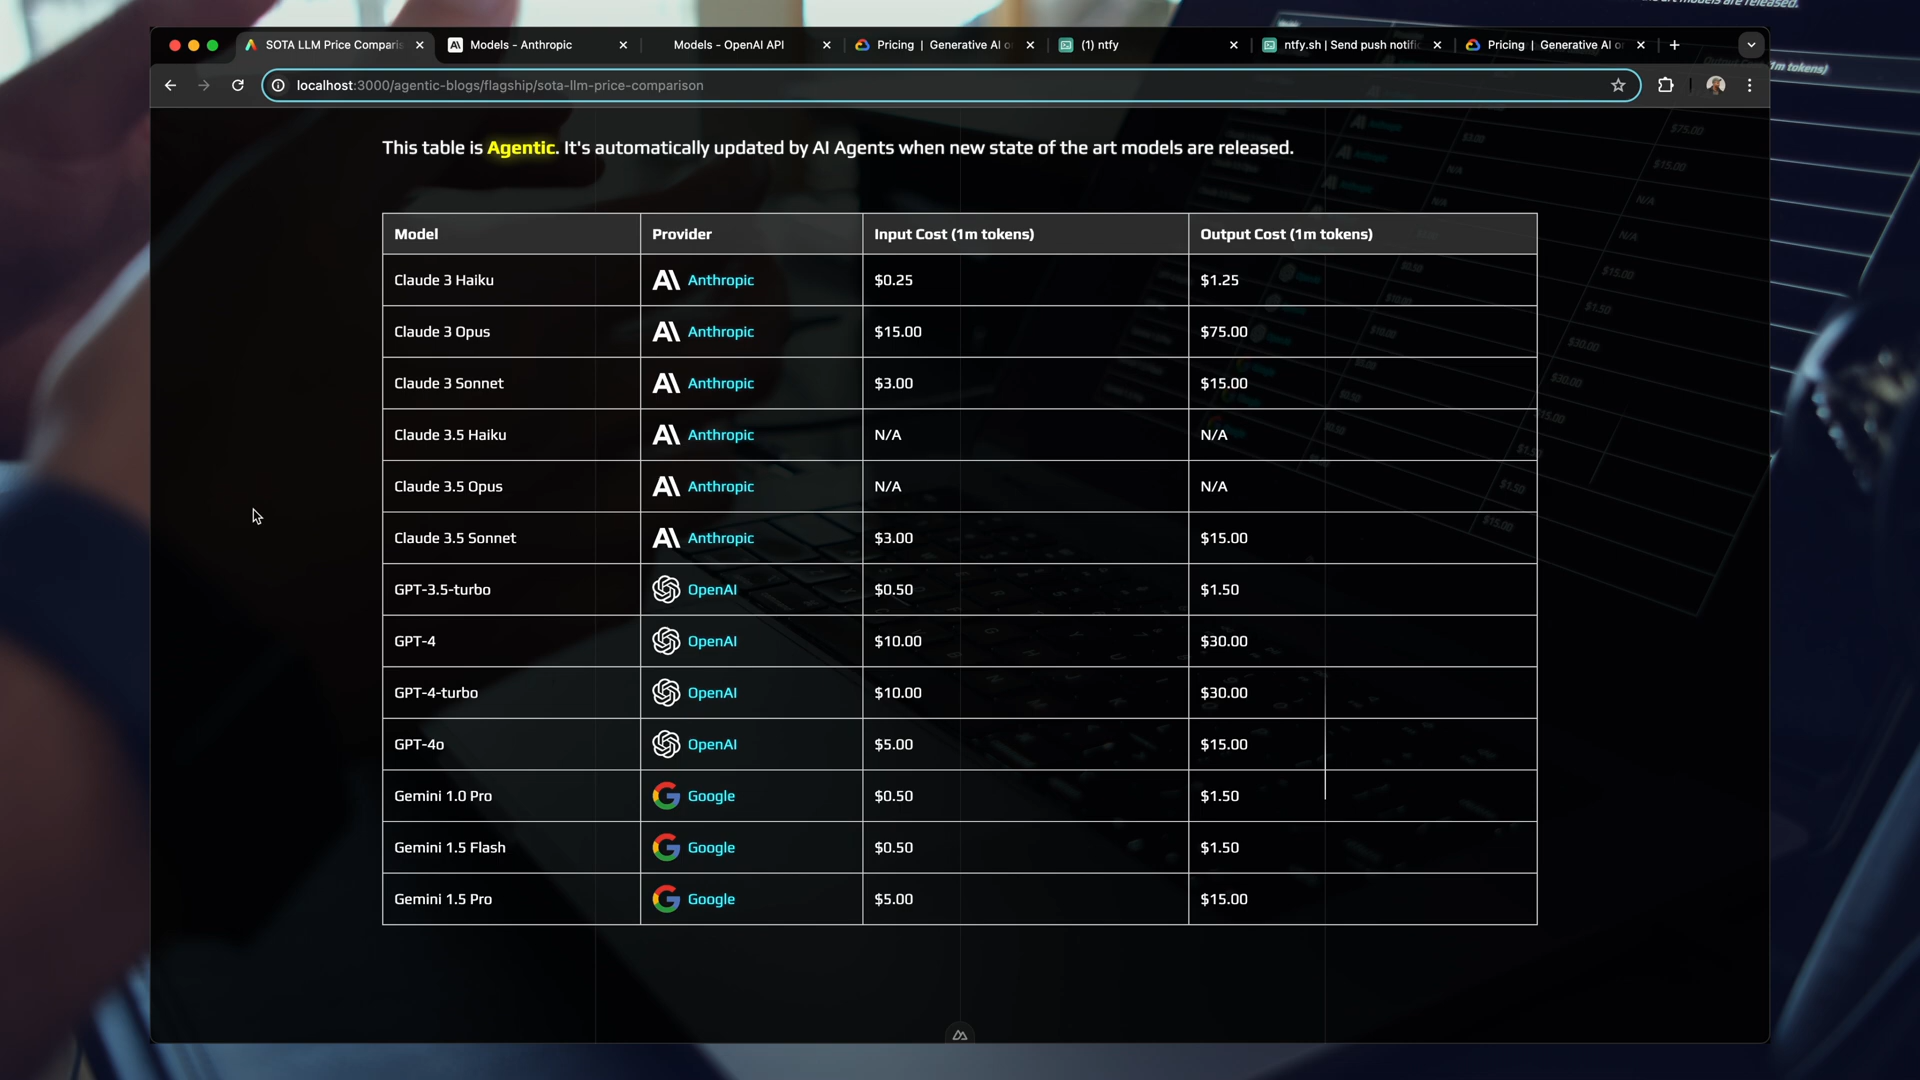 SOTA LLM Price Comparis
Models - Anthropic
Models - OpenAI API
Pricing | Generative AI o
(1) ntfy
ntfy.sh | Send push notific
Pricing | Generative AI o
localhost:3000/agentic-blogs/flagship/sota-llm-price-comparison
This table is Agentic. It's automatically updated by AI Agents when new state of the art models are released.
Model Provider Input Cost (1m tokens) Output Cost (1m tokens)
Claude 3 Haiku Anthropic $0.25 $1.25
Claude 3 Opus Anthropic $15.00 $75.00
Claude 3 Sonnet Anthropic $3.00 $15.00
Claude 3.5 Haiku Anthropic N/A N/A
Claude 3.5 Opus Anthropic N/A N/A
Claude 3.5 Sonnet Anthropic $3.00 $15.00
GPT-3.5-turbo OpenAI $0.50 $1.50
GPT-4 OpenAI $10.00 $30.00
GPT-4-turbo OpenAI $10.00 $30.00
GPT-4o OpenAI $5.00 $15.00
Gemini 1.0 Pro Google $0.50 $1.50
Gemini 1.5 Flash Google $0.50 $1.50
Gemini 1.5 Pro Google $5.00 $15.00